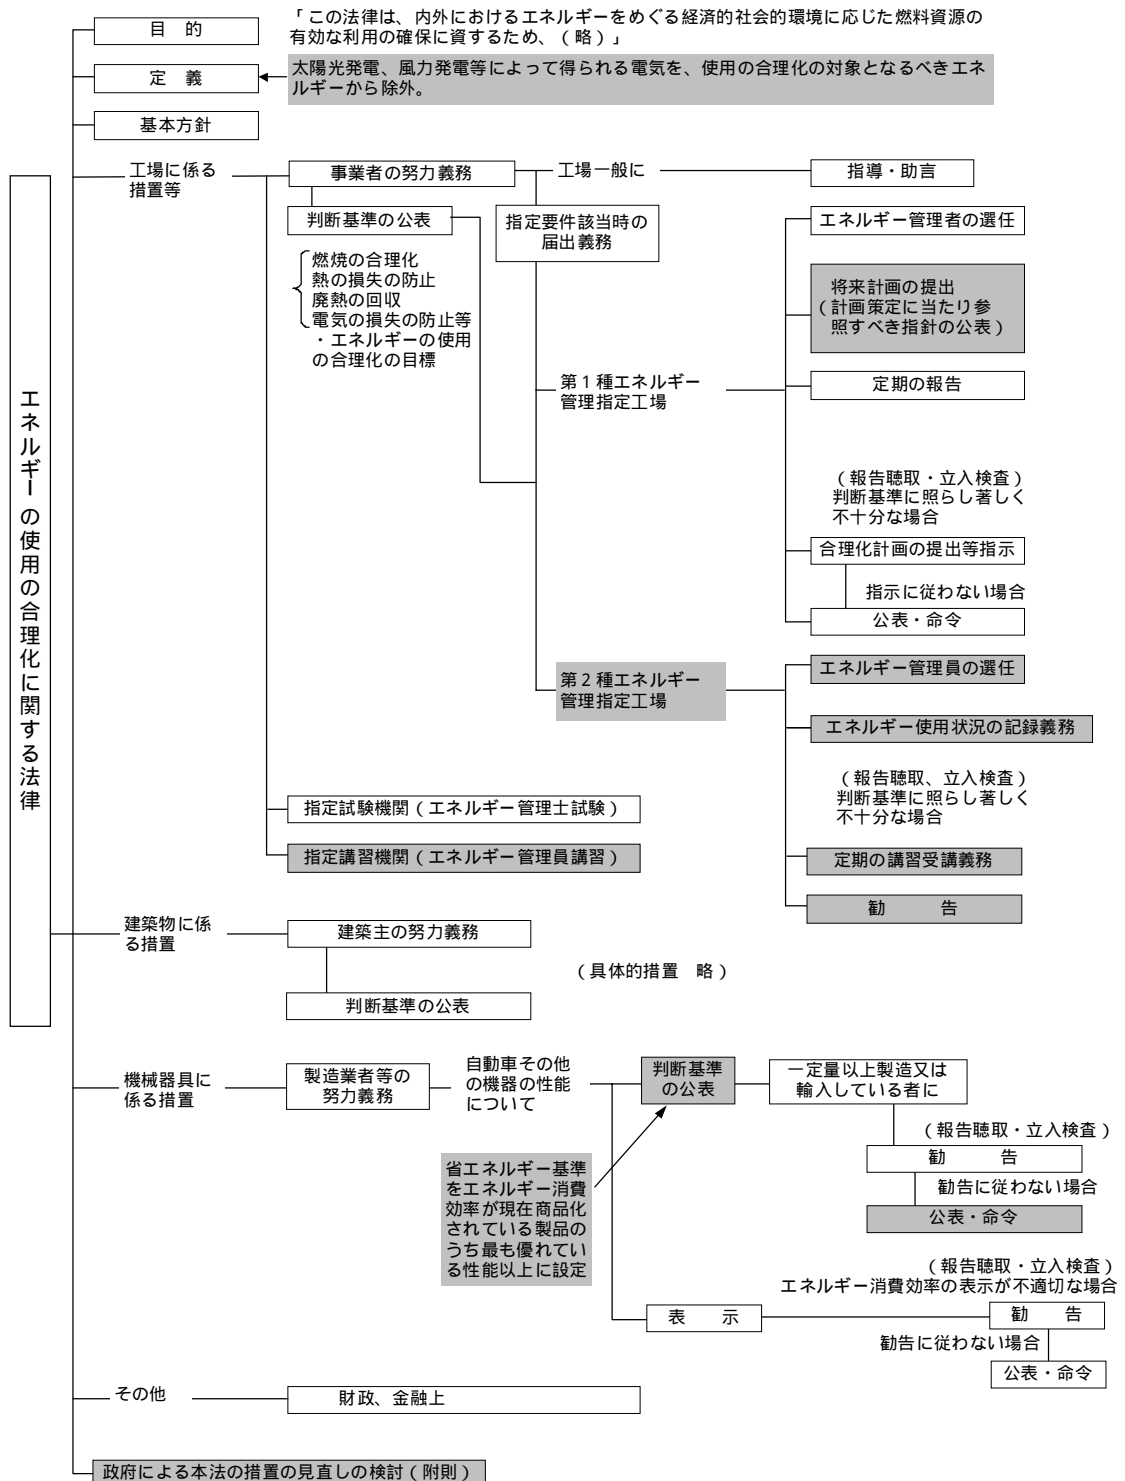 エネルギーの使用の合理化に関する法律
目　的
「この法律は、内外におけるエネルギーをめぐる経済的社会的環境に応じた燃料資源の
有効な利用の確保に資するため、（略）」
定　義
太陽光発電、風力発電等によって得られる電気を、使用の合理化の対象となるべきエネ
ルギーから除外。
基本方針
工場に係る
措置等
事業者の努力義務
判断基準の公表
燃焼の合理化
熱の損失の防止
廃熱の回収
電気の損失の防止等
・エネルギーの使用
の合理化の目標
工場一般に
指導・助言
指定要件該当時の
届出義務
第１種エネルギー
管理指定工場
エネルギー管理者の選任
将来計画の提出
（計画策定に当たり参
照すべき指針の公表）
定期の報告
（報告聴取・立入検査）
判断基準に照らし著しく
不十分な場合
合理化計画の提出等指示
指示に従わない場合
公表・命令
第２種エネルギー
管理指定工場
エネルギー管理員の選任
エネルギー使用状況の記録義務
（報告聴取、立入検査）
判断基準に照らし著しく
不十分な場合
定期の講習受講義務
勧　　告
指定試験機関（エネルギー管理士試験）
指定講習機関（エネルギー管理員講習）
建築物に係
る措置
建築主の努力義務
判断基準の公表
（具体的措置　略）
機械器具に
係る措置
製造業者等の
努力義務
自動車その他
の機器の性能
について
判断基準
の公表
一定量以上製造又は
輸入している者に
（報告聴取・立入検査）
勧　　告
勧告に従わない場合
公表・命令
省エネルギー基準
をエネルギー消費
効率が現在商品化
されている製品の
うち最も優れてい
る性能以上に設定
（報告聴取・立入検査）
エネルギー消費効率の表示が不適切な場合
表　　示
勧　　告
勧告に従わない場合
公表・命令
その他
財政、金融上
政府による本法の措置の見直しの検討（附則）